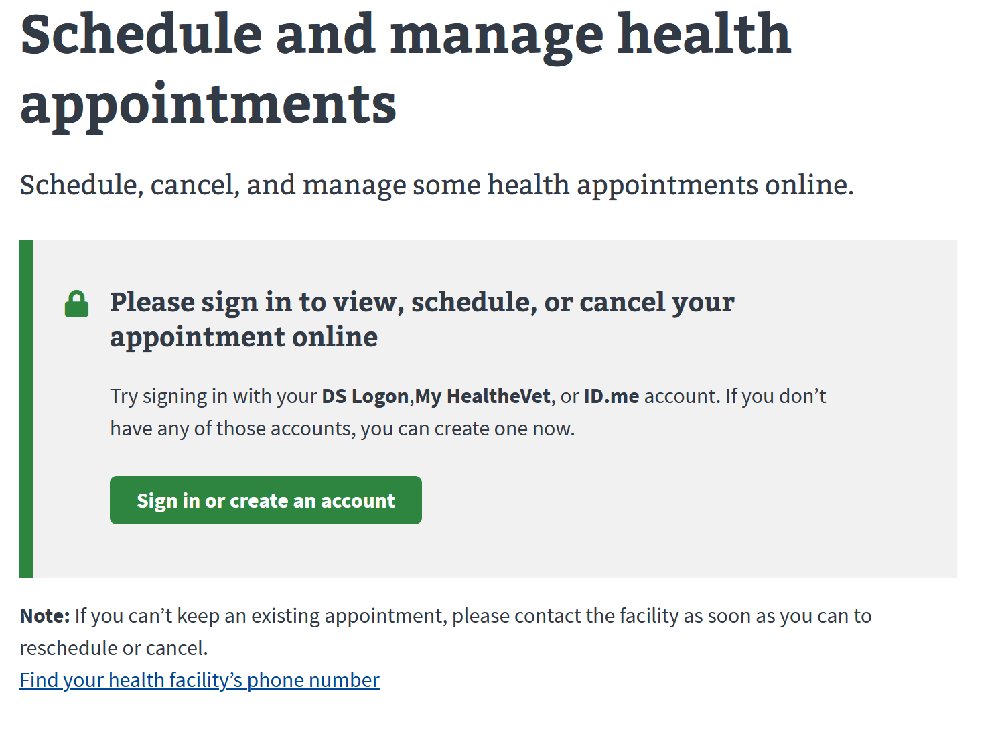 Schedule and manage health
appointments
Schedule, cancel, and manage some health appointments online.
Please sign in to view, schedule, or cancel your
appointment online
Try signing in with your DS Logon,My HealtheVet, or ID.me account. If you don’t
have any of those accounts, you can create one now.
Sign in or create an account
Note: If you can’t keep an existing appointment, please contact the facility as soon as you can to
reschedule or cancel.
Find your health facility’s phone number